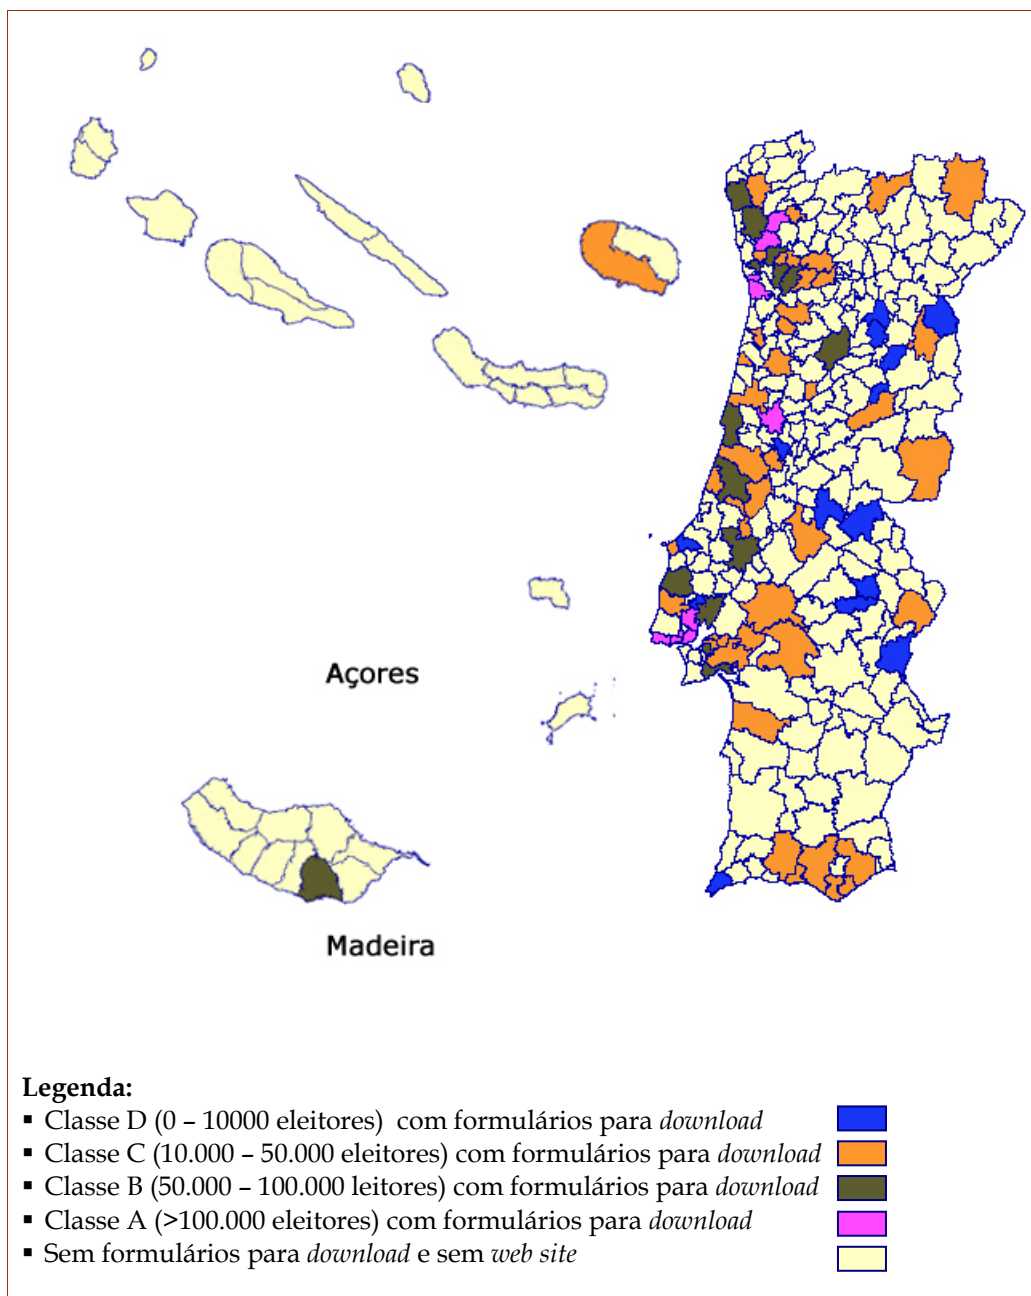 Açores
Madeira
Legenda:
▪ Classe D (0 – 10000 eleitores) com formulários para download
▪ Classe C (10.000 – 50.000 eleitores) com formulários para download
▪ Classe B (50.000 – 100.000 leitores) com formulários para download
▪ Classe A (>100.000 eleitores) com formulários para download
▪ Sem formulários para download e sem web site